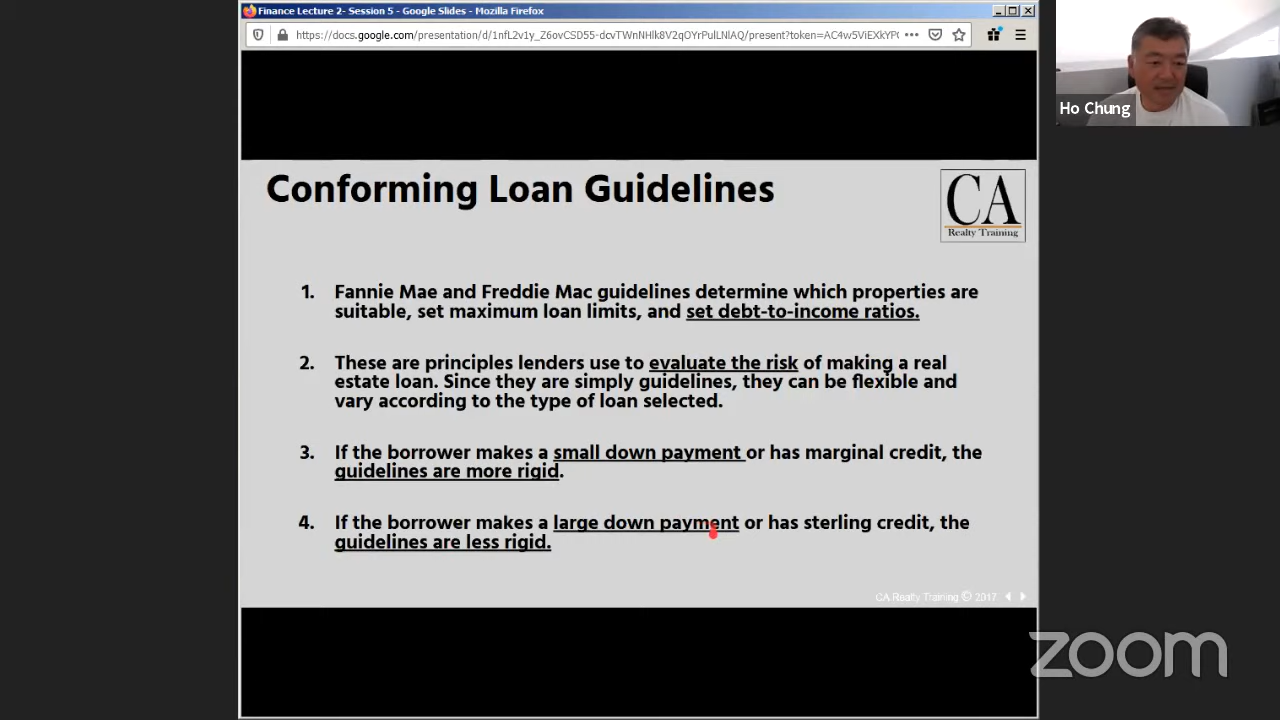 Finance Lecture 2- Session 5 - Google Slides - Mozilla Firefox
Ho Chung
Conforming Loan Guidelines
CA
Realty Training
1. Fannie Mae and Freddie Mac guidelines determine which properties are
suitable, set maximum loan limits, and set debt-to-income ratios.
2. These are principles lenders use to evaluate the risk of making a real
estate loan. Since they are simply guidelines, they can be flexible and
vary according to the type of loan selected.
3. If the borrower makes a small down payment or has marginal credit, the
guidelines are more rigid.
4. If the borrower makes a large down payment or has sterling credit, the
guidelines are less rigid.
CA Realty Training © 2017
zoom